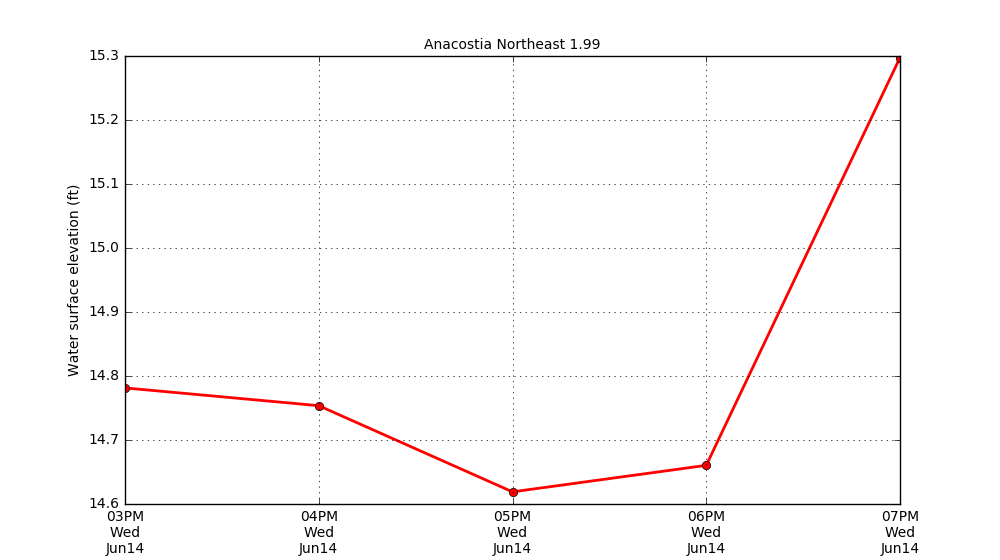 Anacostia Northeast 1.99
Water surface elevation (ft)
15.3
15.2
15.1
15.0
14.9
14.8
14.7
14.6
03PM 04PM 05PM 06PM 07PM
Wed Wed Wed Wed Wed
Jun14 Jun14 Jun14 Jun14 Jun14